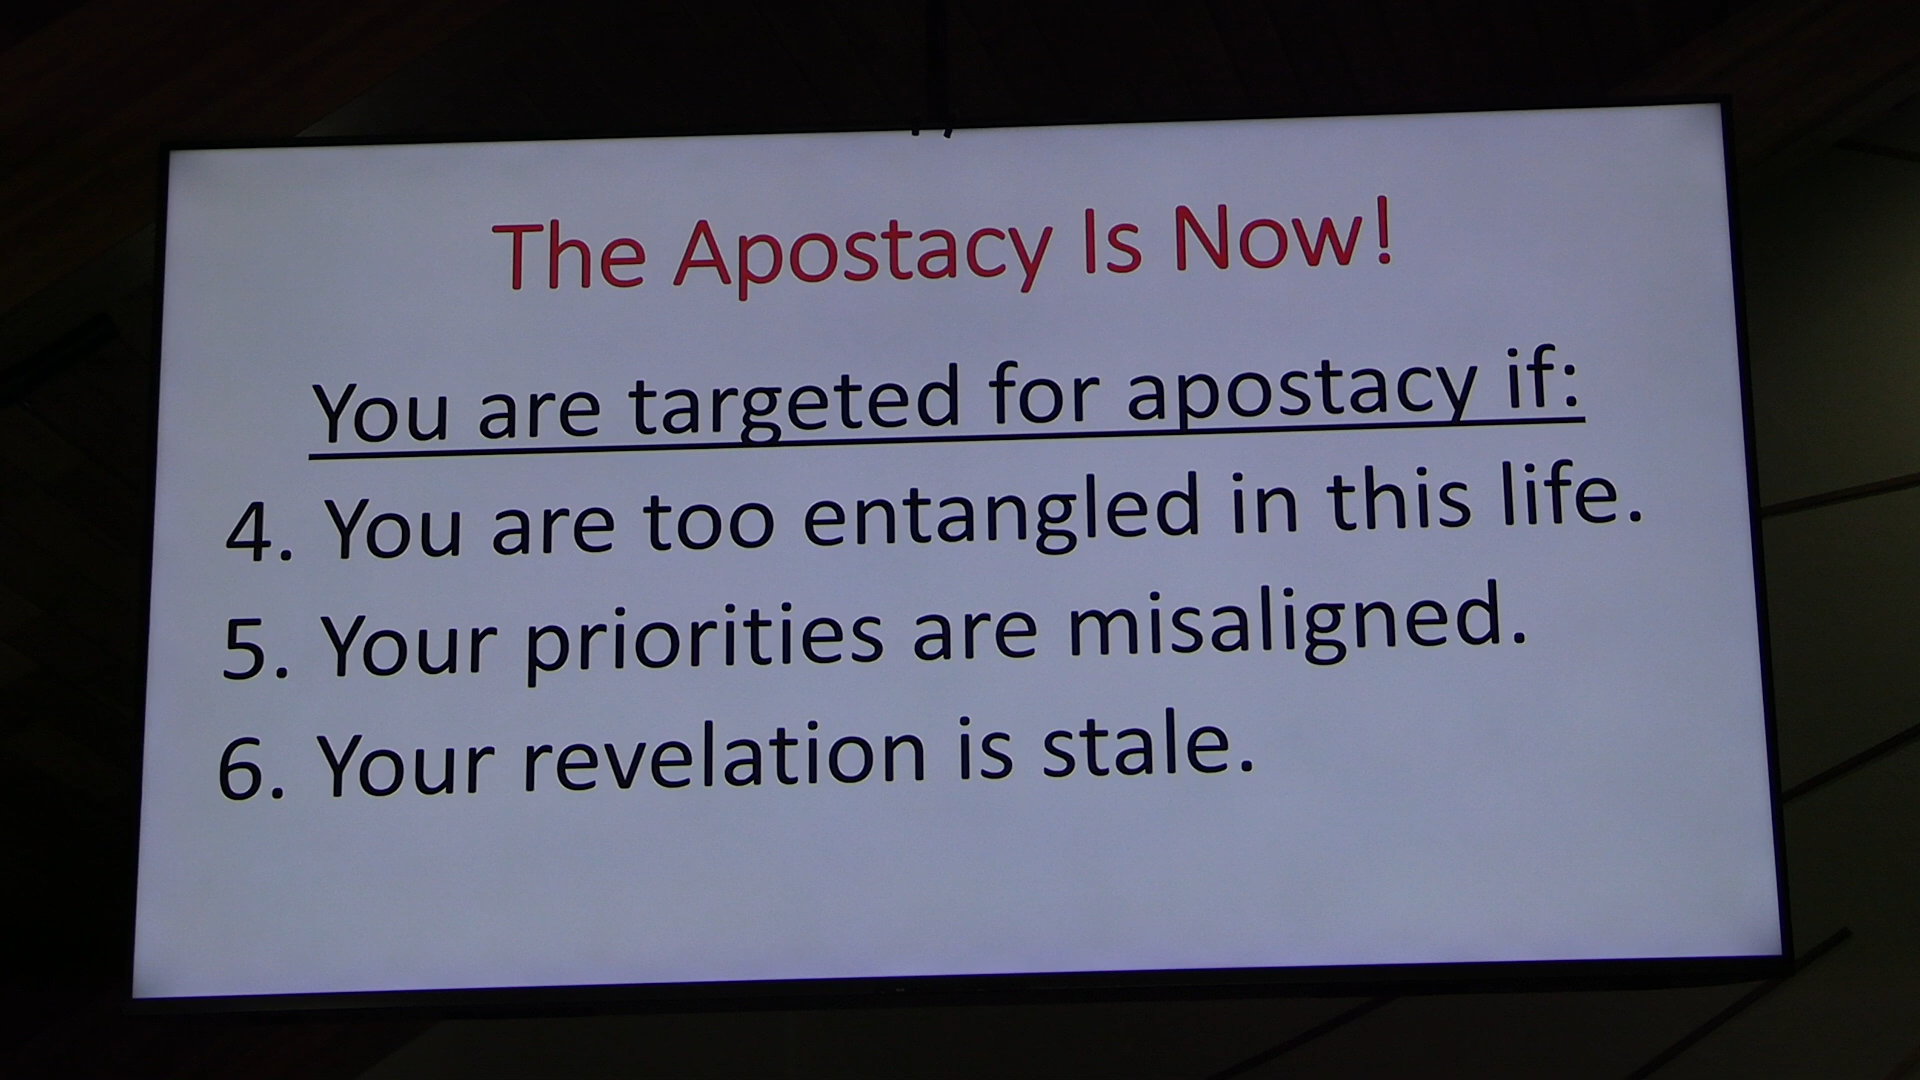 The Apostacy Is Now!
You are targeted for apostacy if:
4. You are too entangled in this life.
5. Your priorities are misaligned.
6. Your revelation is stale.